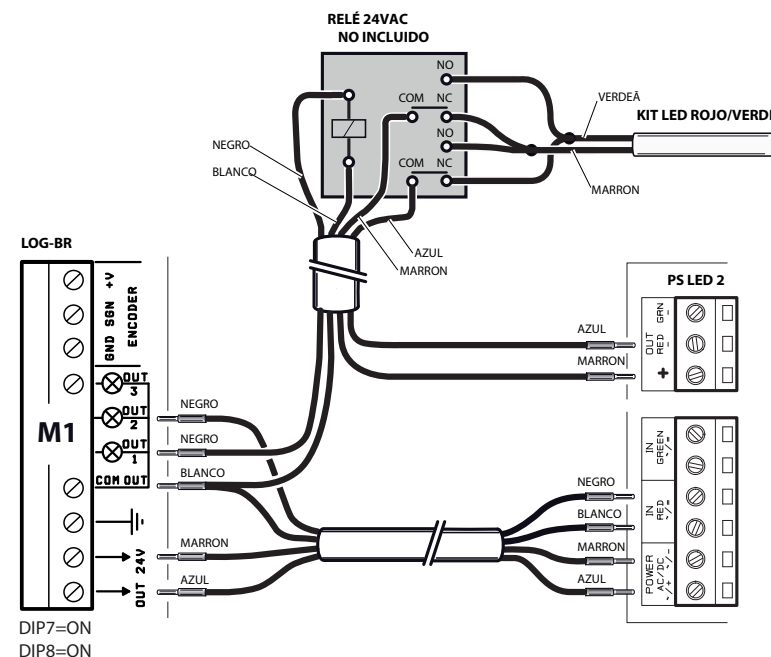 RELÉ 24VAC
NO INCLUIDO
NO
COM NC
NO
COM NC
VERDEÂ
KIT LED ROJO/VERD
MARRON
NEGRO
BLANCO
AZUL
MARRON
LOG-BR
M1
GND SGN +V
ENCODER
OUT
3
OUT
2
OUT
1
COM OUT
OUT 24V
NEGRO
NEGRO
BLANCO
MARRON
AZUL
DIP7=ON
DIP8=ON
PS LED 2
AZUL
MARRON
OUT
RED GRN
- -
+
NEGRO
BLANCO
MARRON
AZUL
IN
GREEN
~/=
IN
RED
~/=
POWER
AC/DC
~/+ ~/-